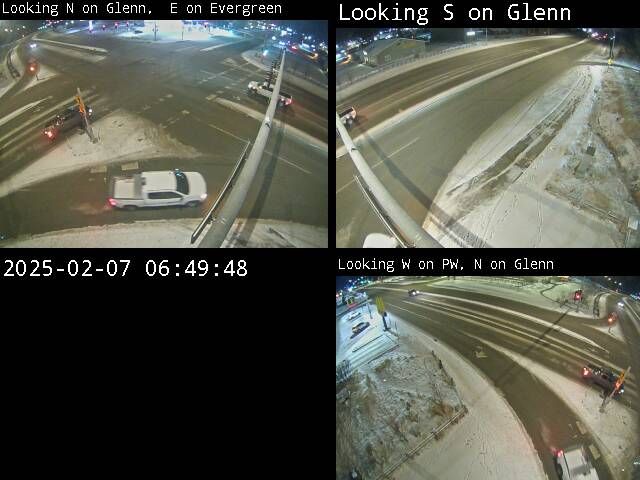 Looking N on Glenn,  E on Evergreen
Looking S on Glenn
2025-02-07 06:49:48
Looking W on PW, N on Glenn